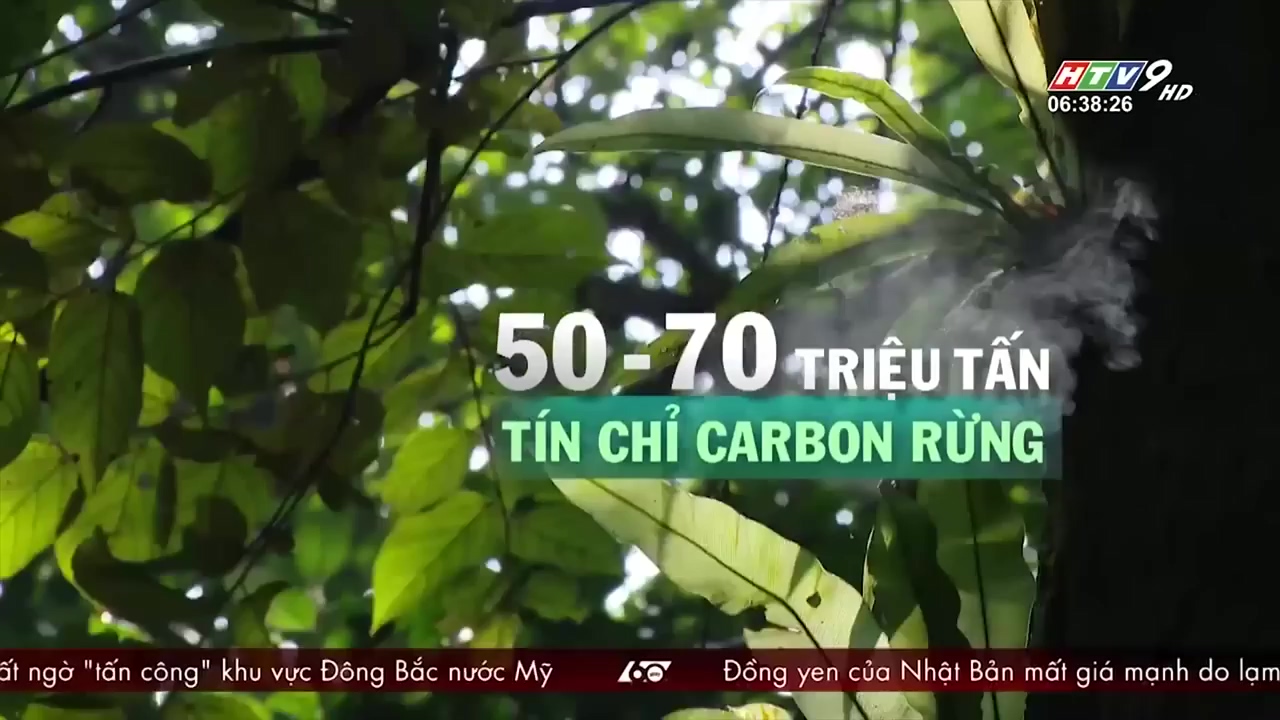 HTV9 HD
06:38:26
50 - 70 TRIỆU TẤN
TÍN CHỈ CARBON RỪNG
ất ngờ "tấn công" khu vực Đông Bắc nước Mỹ 60 Đồng yen của Nhật Bản mất giá mạnh do lạm